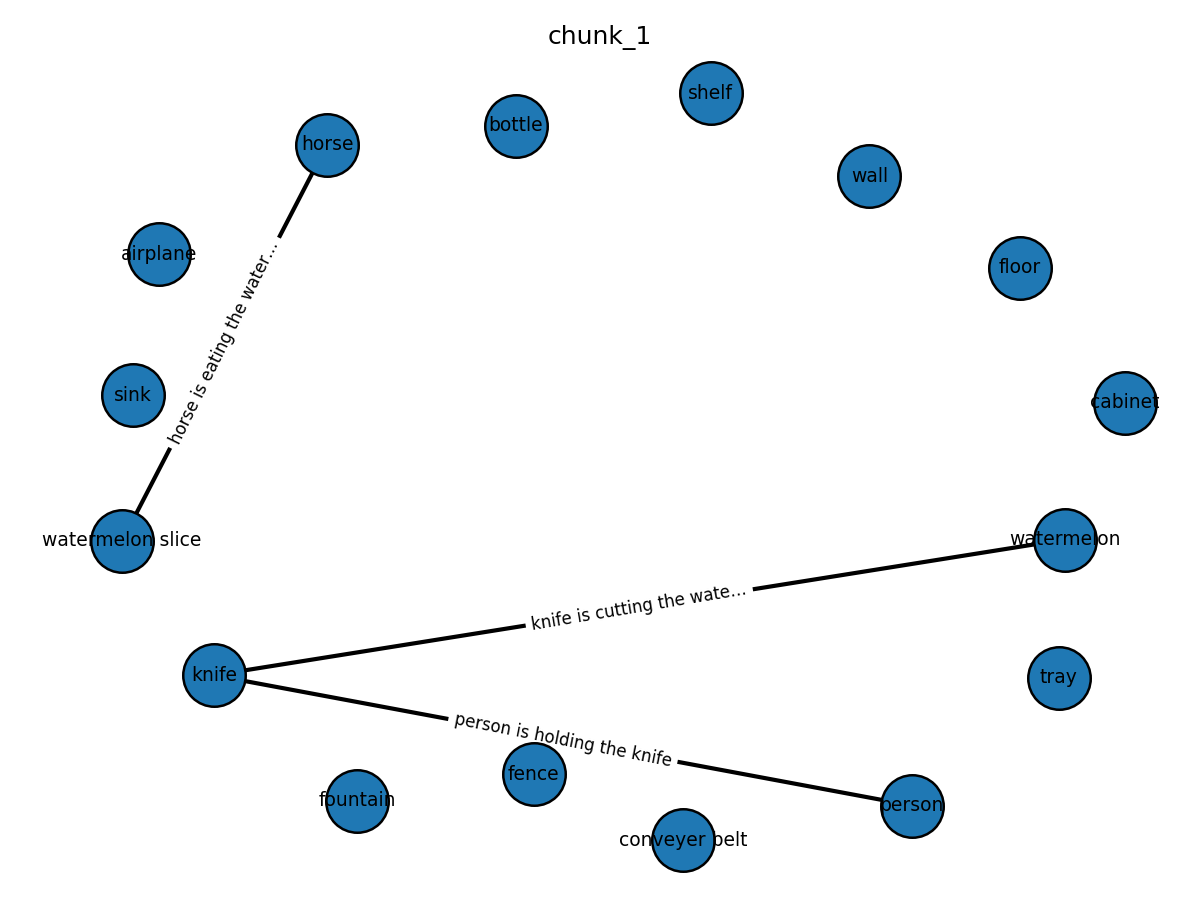 chunk_1
shelf
bottle
horse
wall
airplane
floor
horse is eating the water...
sink
cabinet
watermelon slice
watermelon
knife is cutting the wate...
knife
tray
person is holding the knife
fence
fountain
person
conveyer belt